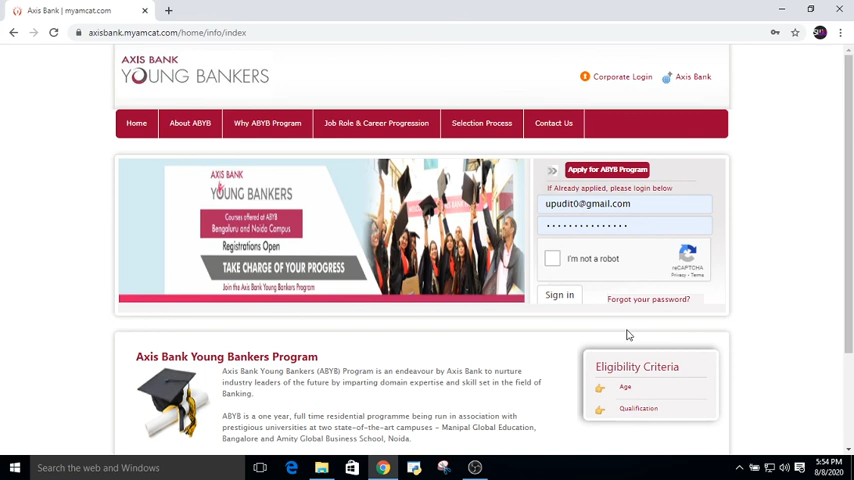 Axis Bank | myamcat.com
axisbank.myamcat.com/home/info/index
AXIS BANK
YOUNG BANKERS
Corporate Login
Axis Bank
Home
About ABYB
Why ABYB Program
Job Role & Career Progression
Selection Process
Contact Us
AXIS BANK
YOUNG BANKERS
Courses offered at ABYB
Bengaluru and Noida Campus
Registrations Open
TAKE CHARGE OF YOUR PROGRESS
Join the Axis Bank Young Bankers Program
Apply for ABYB Program
If Already applied, please login below
upudit0@gmail.com
I'm not a robot
reCAPTCHA
Privacy - Terms
Sign in
Forgot your password?
Axis Bank Young Bankers Program
Axis Bank Young Bankers (ABYB) Program is an endeavour by Axis Bank to nurture
industry leaders of the future by imparting domain expertise and skill set in the field of
Banking.
ABYB is a one year, full time residential programme being run in association with
prestigious universities at two state-of-the-art campuses - Manipal Global Education,
Bangalore and Amity Global Business School, Noida.
Eligibility Criteria
Age
Qualification
Search the web and Windows
5:54 PM
8/8/2020